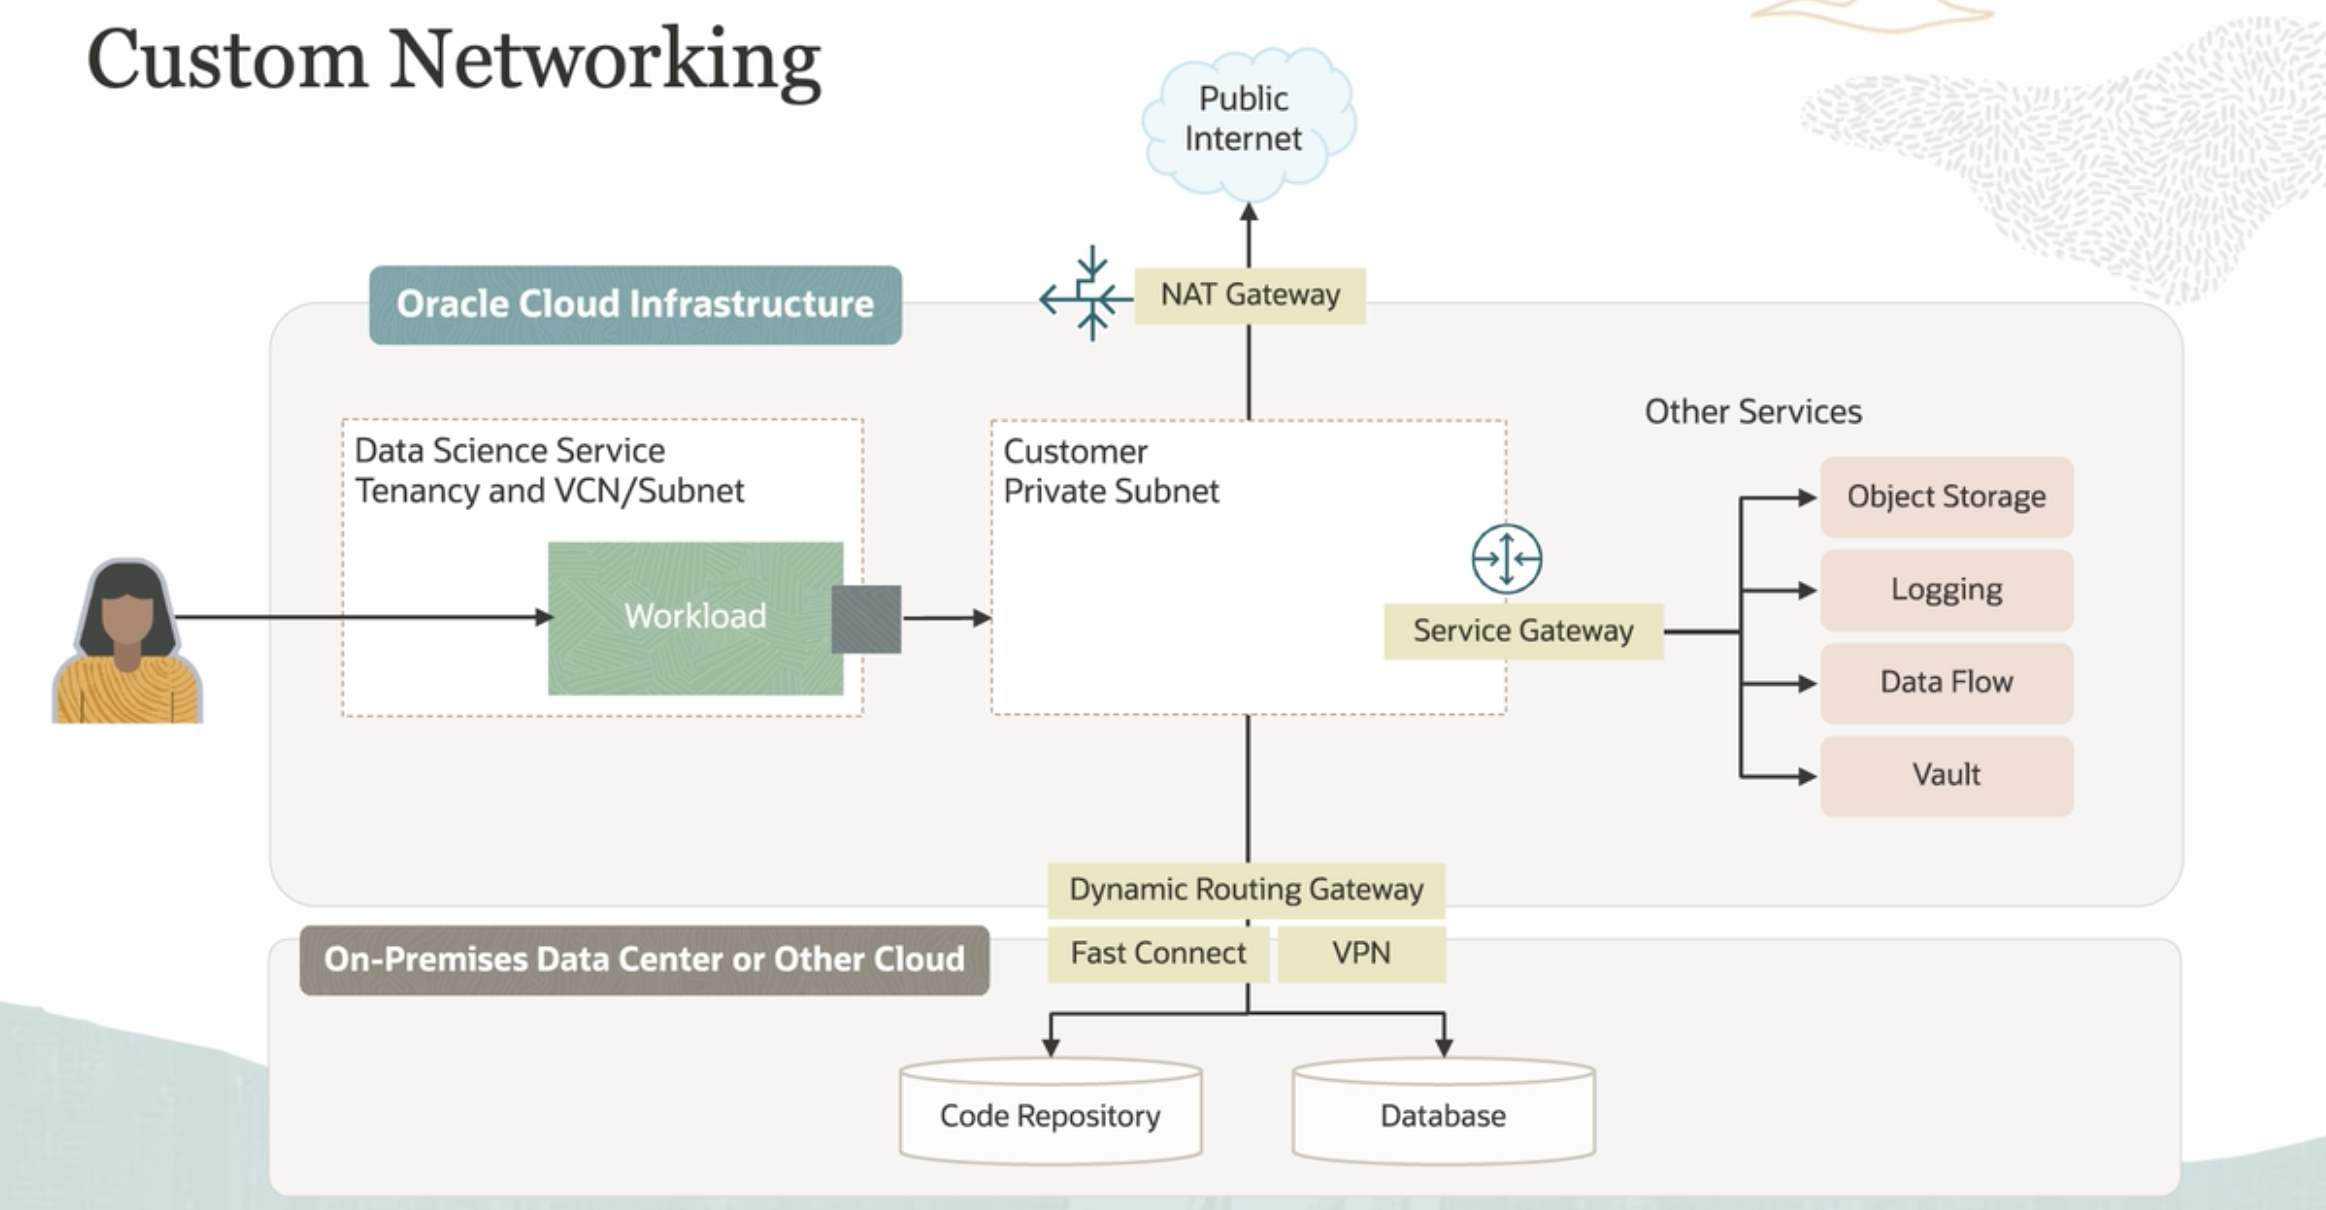 Custom Networking
Public
Internet
Oracle Cloud Infrastructure
NAT Gateway
Data Science Service
Tenancy and VCN/Subnet
Workload
Customer
Private Subnet
Service Gateway
Other Services
Object Storage
Logging
Data Flow
Vault
Dynamic Routing Gateway
On-Premises Data Center or Other Cloud
Fast Connect
VPN
Code Repository
Database